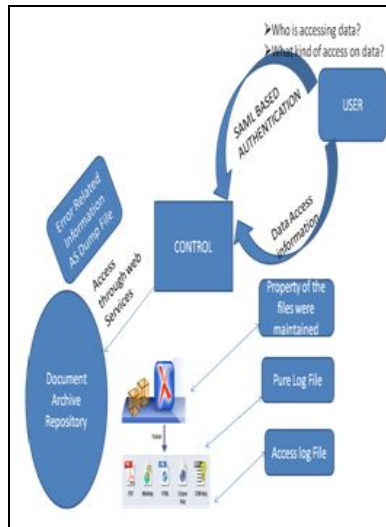 ➢Who is accessing data?
➢What kind of access on data?
USER
SAML BASED
AUTHENTICATION
Data Access
information
CONTROL
Error Related
Information
AS Dump File
Access
through web
Services
Document
Archive
Repository
Property of
the files were
maintained
Pure Log File
Access log File
PDF
HTML